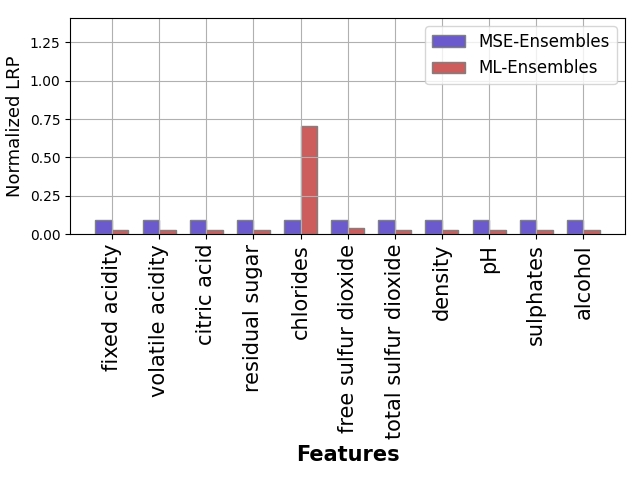 Normalized LRP
1.25
1.00
0.75
0.50
0.25
0.00
MSE-Ensembles
ML-Ensembles
fixed acidity
volatile acidity
citric acid
residual sugar
chlorides
free sulfur dioxide
total sulfur dioxide
density
pH
sulphates
alcohol
Features